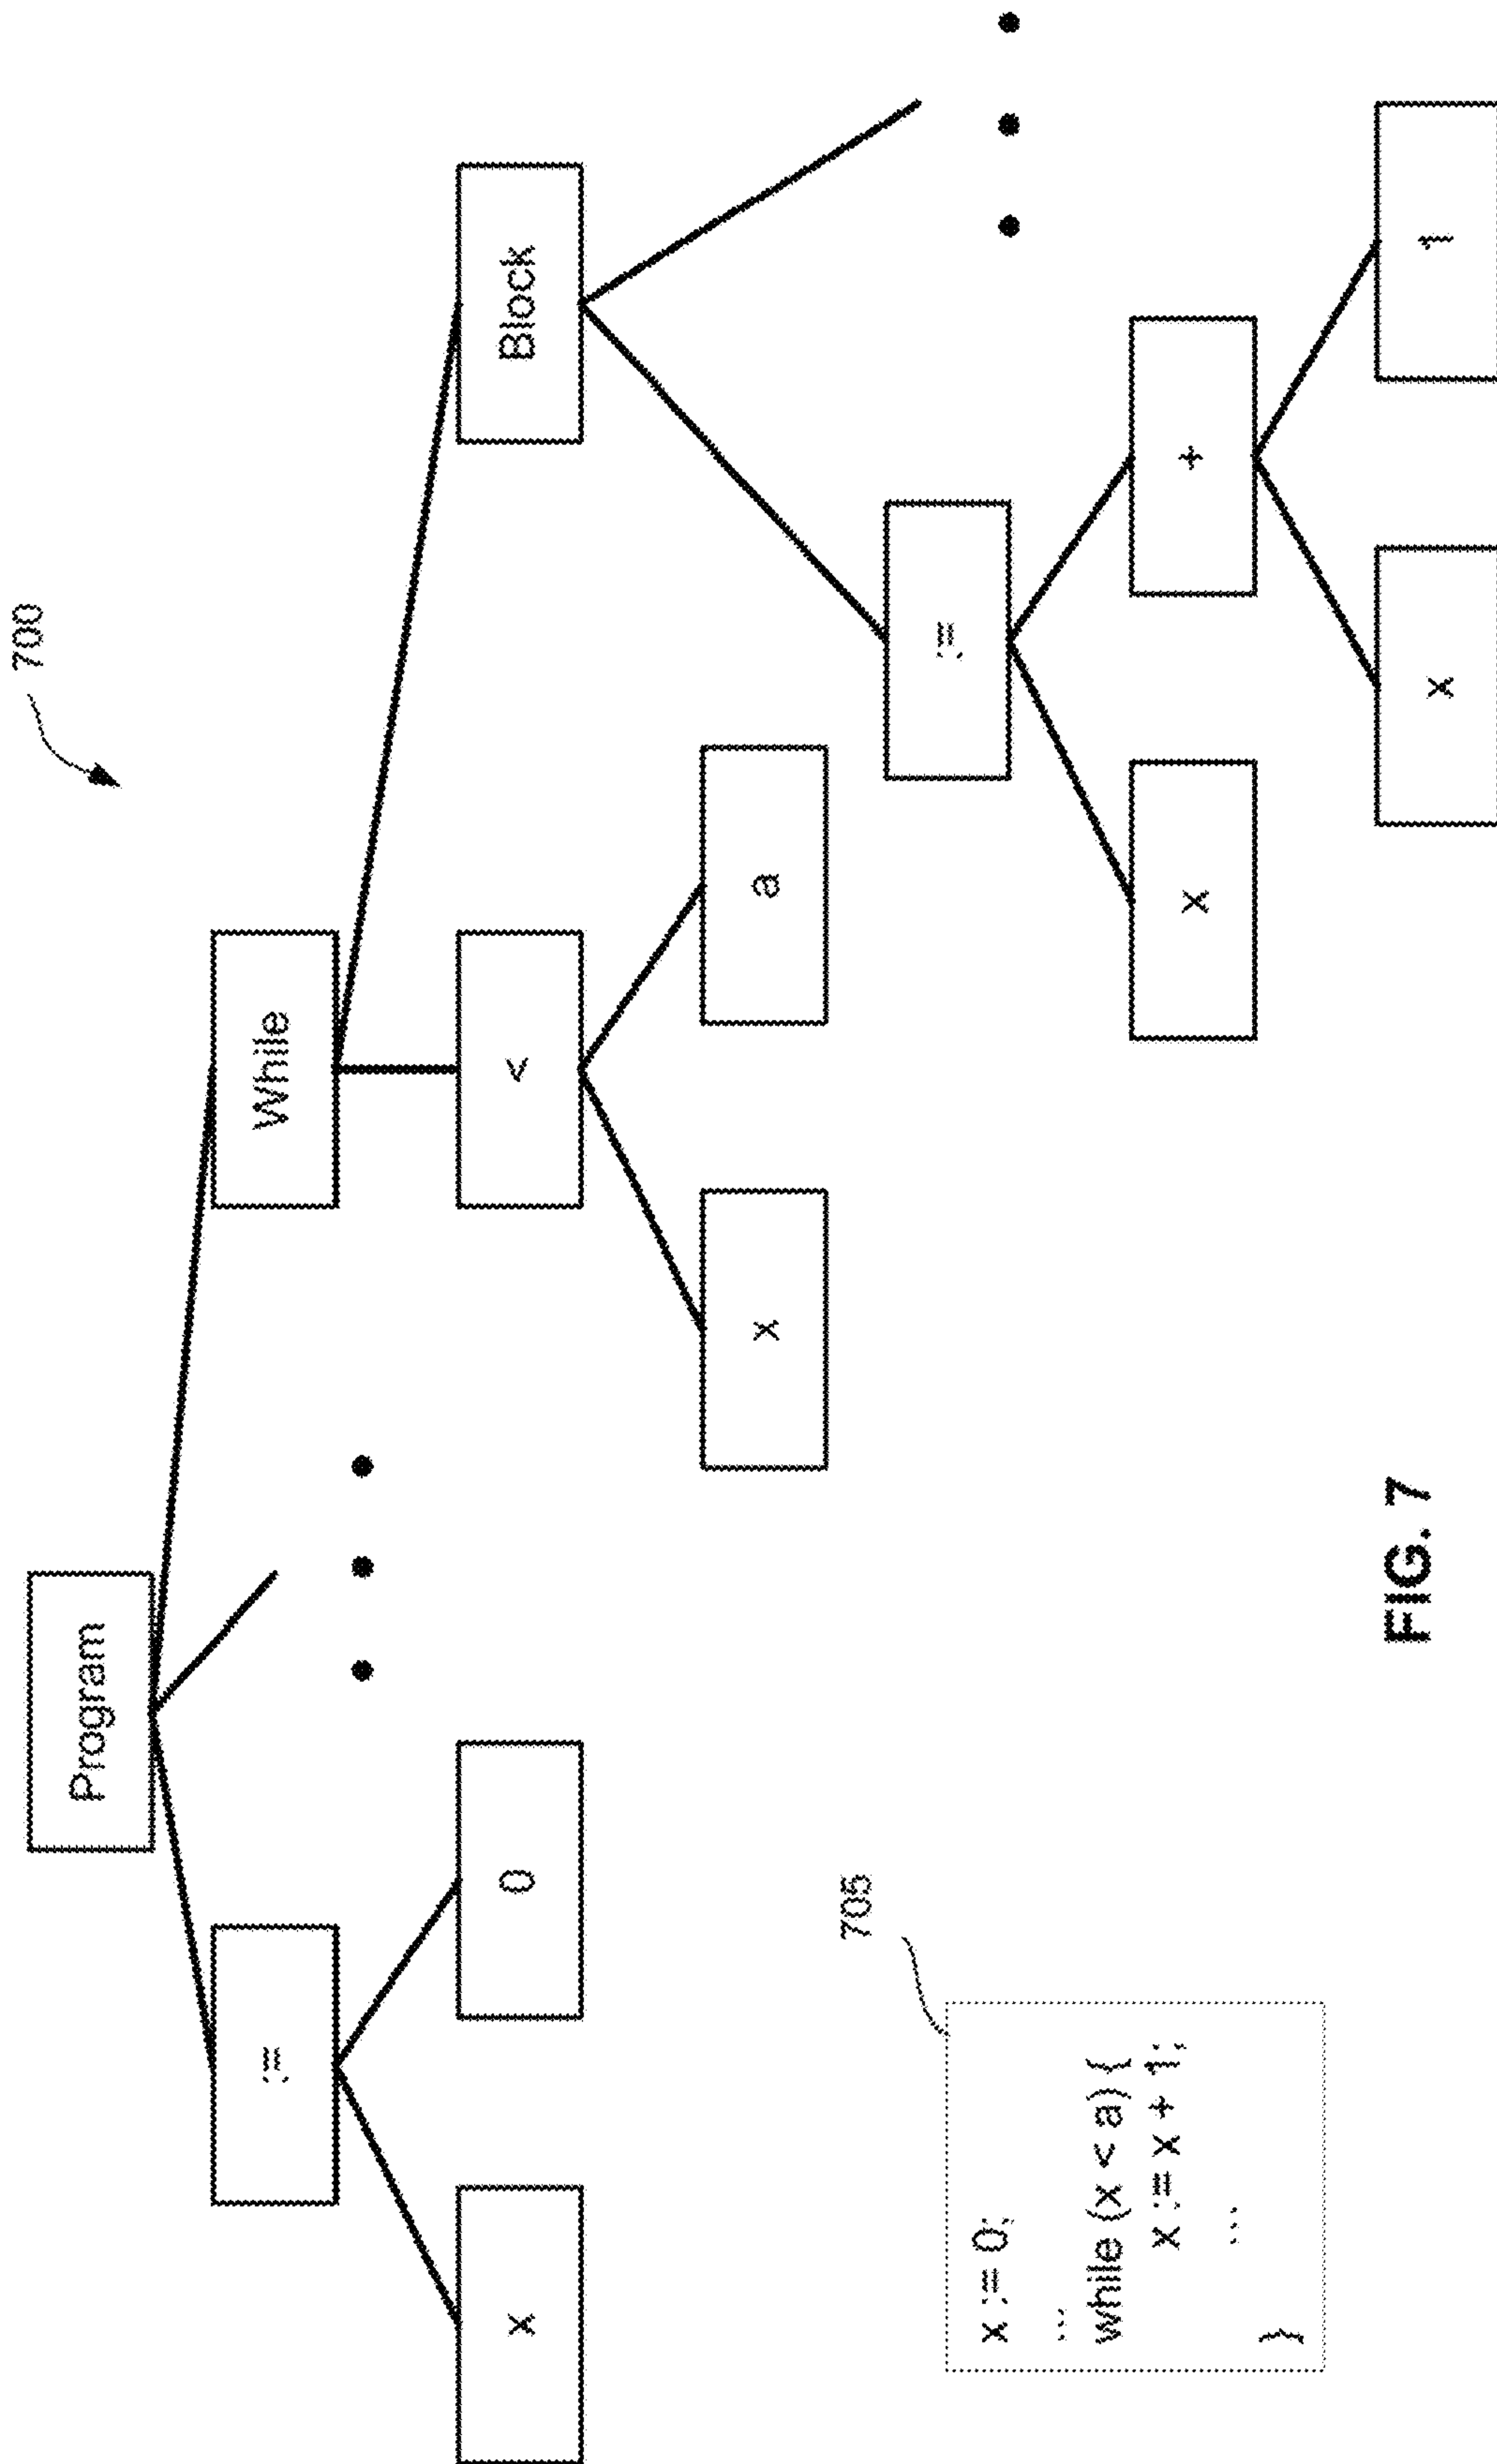 700
Program
:=
While
x
0
<
Block
x
a
:=
x
+
x
1
705
x := 0;
...
while (x < a) {
x := x + 1;
...
}
FIG. 7